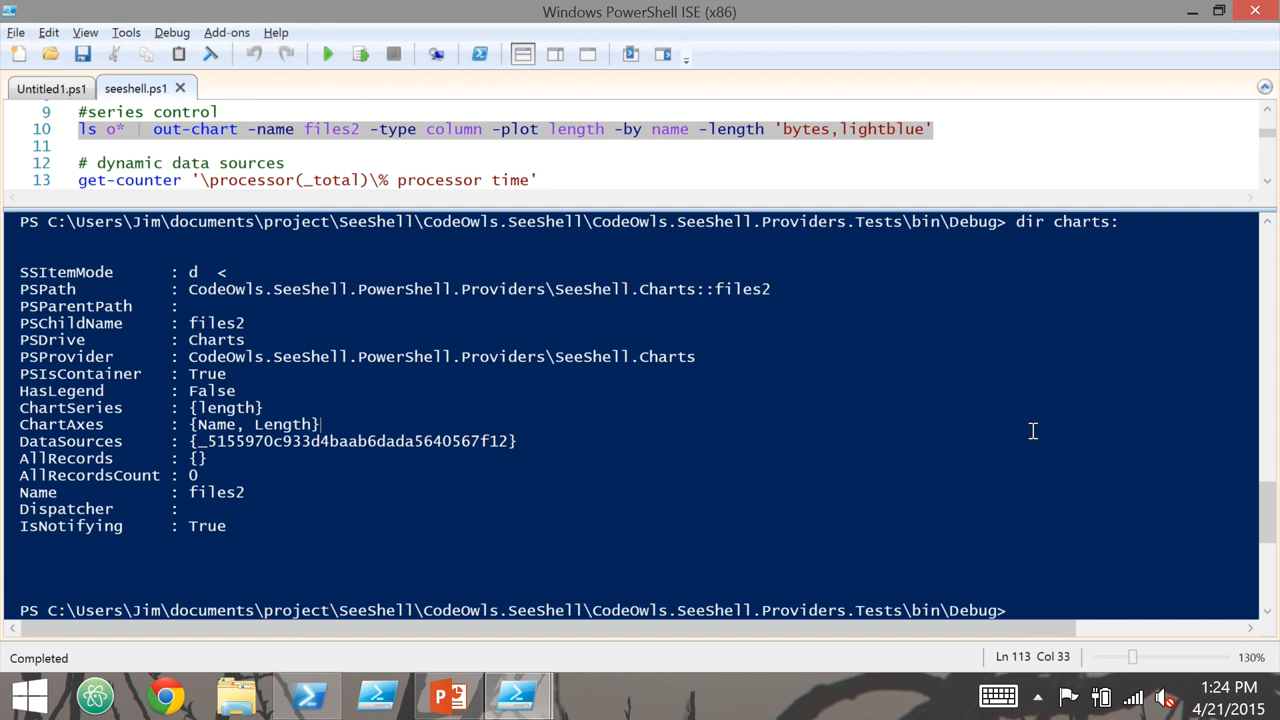 Windows PowerShell ISE (x86)
File Edit View Tools Debug Add-ons Help
Untitled1.ps1 seeshell.ps1
9 #series control
10 ls o* | out-chart -name files2 -type column -plot length -by name -length 'bytes,lightblue'
11
12 # dynamic data sources
13 get-counter '\processor(_total)\% processor time'
PS C:\Users\Jim\documents\project\SeeShell\CodeOwls.SeeShell\CodeOwls.SeeShell.Providers.Tests\bin\Debug> dir charts:
SSItemMode : d <
PSPath : CodeOwls.SeeShell.PowerShell.Providers\SeeShell.Charts::files2
PSParentPath :
PSChildName : files2
PSDrive : Charts
PSProvider : CodeOwls.SeeShell.PowerShell.Providers\SeeShell.Charts
PSIsContainer : True
HasLegend : False
ChartSeries : {length}
ChartAxes : {Name, Length}
DataSources : {_5155970c933d4baab6dada5640567f12}
AllRecords : {}
AllRecordsCount : 0
Name : files2
Dispatcher :
IsNotifying : True
PS C:\Users\Jim\documents\project\SeeShell\CodeOwls.SeeShell\CodeOwls.SeeShell.Providers.Tests\bin\Debug>
Completed Ln 113 Col 33 130%
1:24 PM
4/21/2015